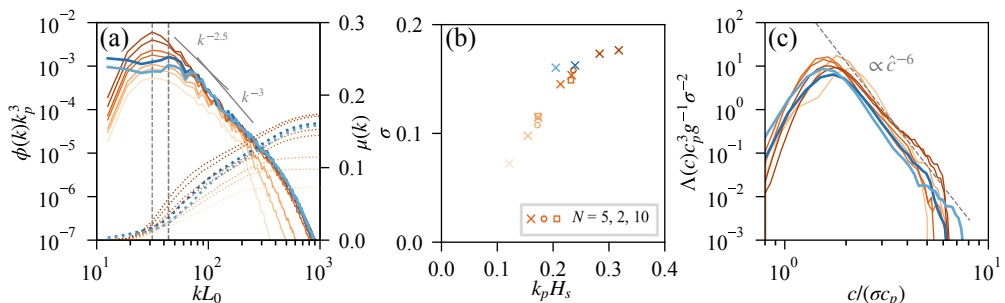 (a)
10^{-2}
10^{-3}
10^{-4}
10^{-5}
10^{-6}
10^{-7}
ϕ(k)k_p^3
k^{-2.5}
k^{-3}
0.3
0.2
0.1
0.0
μ(k)
10^1
10^2
10^3
kL_0
(b)
0.2
0.1
0.0
σ
N = 5, 2, 10
0.0
0.1
0.2
0.3
0.4
k_pH_s
(c)
10^2
10^1
10^0
10^{-1}
10^{-2}
10^{-3}
Λ(c)c_p^3g^{-1}σ^{-2}
∝ĉ^{-6}
10^0
10^1
c/(σc_p)